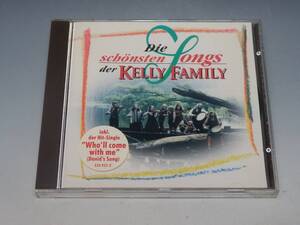 Die
schönsten Songs
der KELLY FAMILY
inkl.
der Hit-Single
"Who'll come
with me"
(David's Song)